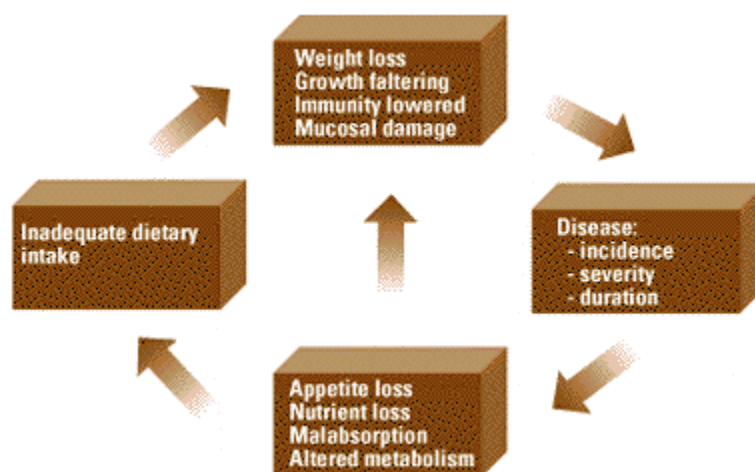 Weight loss
Growth faltering
Immunity lowered
Mucosal damage
Inadequate dietary
intake
Disease:
- incidence
- severity
- duration
Appetite loss
Nutrient loss
Malabsorption
Altered metabolism